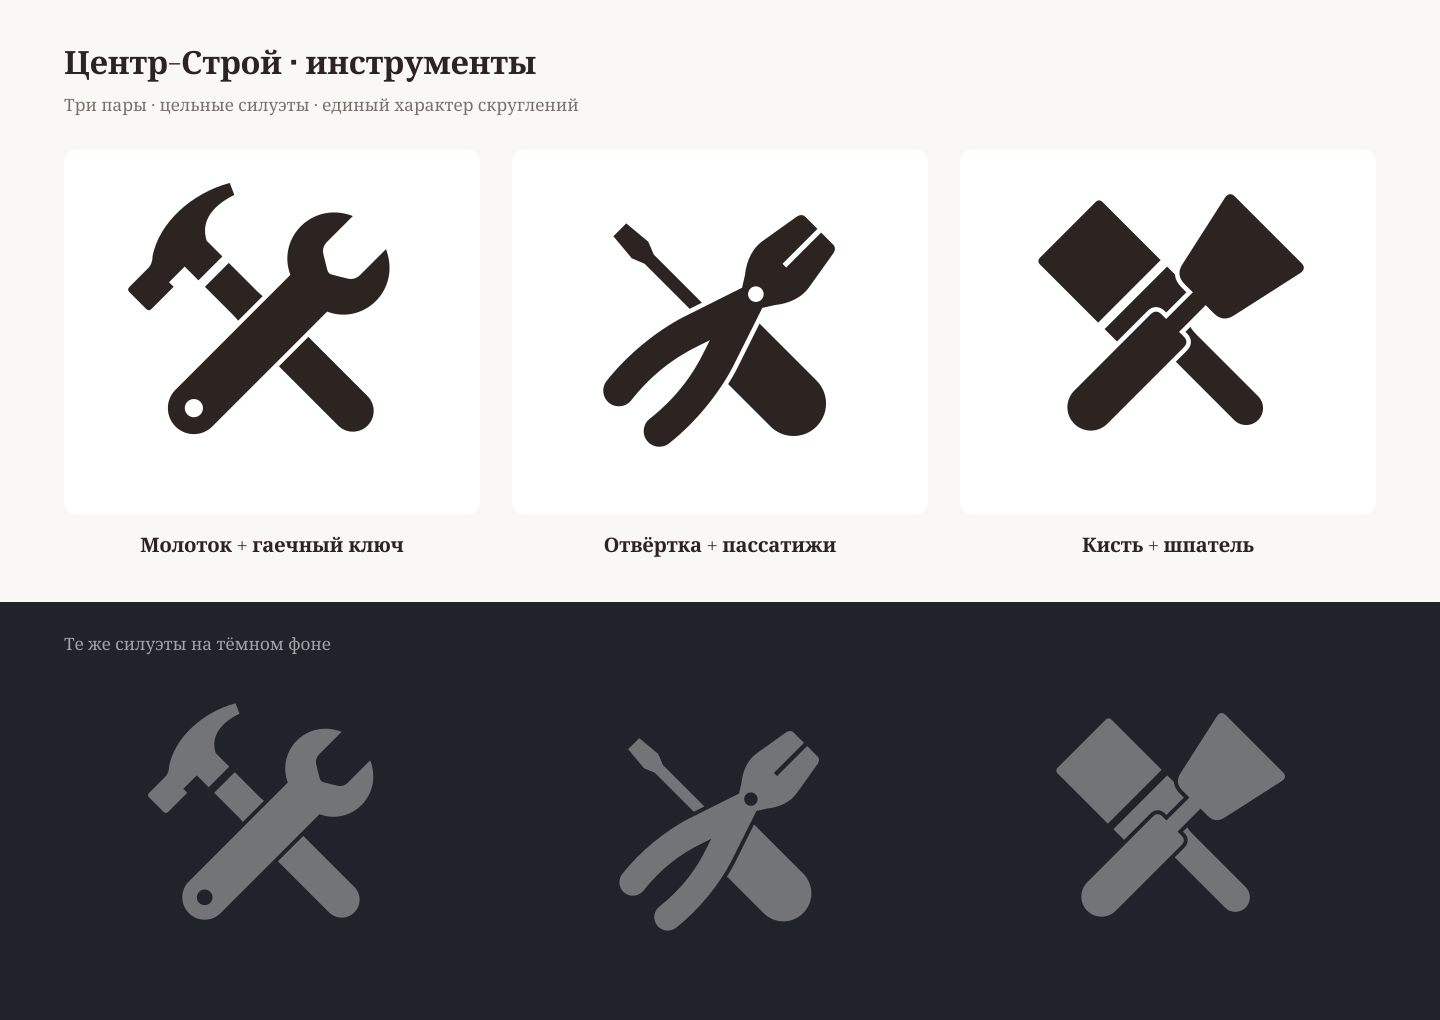 Центр-Строй · инструменты
Три пары · цельные силуэты · единый характер скруглений
Молоток + гаечный ключ
Отвёртка + пассатижи
Кисть + шпатель
Те же силуэты на тёмном фоне